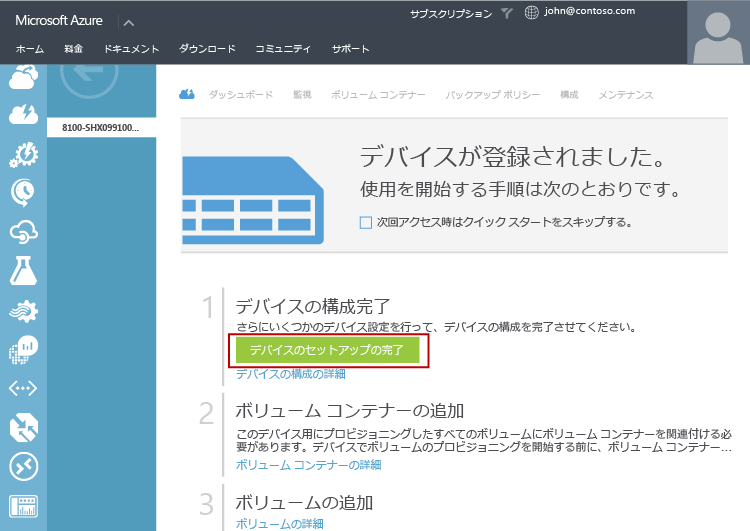 Microsoft Azure
サブスクリプション
john@contoso.com
ホーム 料金 ドキュメント ダウンロード コミュニティ サポート
ダッシュボード 監視 ボリューム コンテナー バックアップ ポリシー 構成 メンテナンス
8100-SHX099100...
デバイスが登録されました。
使用を開始する手順は次のとおりです。
次回アクセス時はクイック スタートをスキップする。
1 デバイスの構成完了
さらにいくつかのデバイス設定を行って、デバイスの構成を完了させてください。
デバイスのセットアップの完了
デバイスの構成の詳細
2 ボリューム コンテナーの追加
このデバイス用にプロビジョニングしたすべてのボリュームにボリューム コンテナーを関連付ける必
要があります。デバイスでボリュームのプロビジョニングを開始する前に、ボリューム コンテナー...
ボリューム コンテナーの詳細
3 ボリュームの追加
ボリュームの詳細